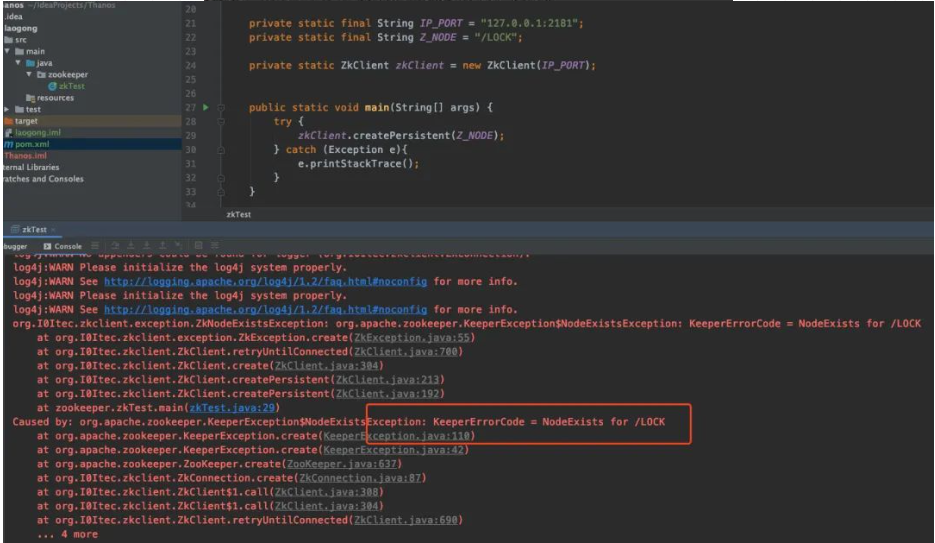 Thanos ~/IdeaProjects/Thanos
.idea
laogong
src
main
java
zookeeper
zkTest
resources
test
target
laogong.iml
pom.xml
Thanos.iml
ternal Libraries
ratches and Consoles
20
21 private static final String IP_PORT = "127.0.0.1:2181";
22 private static final String Z_NODE = "/LOCK";
23
24 private static ZkClient zkClient = new ZkClient(IP_PORT);
25
26
27 public static void main(String[] args) {
28 try {
29 zkClient.createPersistent(Z_NODE);
30 } catch (Exception e){
31 e.printStackTrace();
32 }
33 }
34
zkTest
zkTest
bugger Console
log4j:WARN No appenders could be found for logger (org.I0Itec.zkclient.ZkConnection).
log4j:WARN Please initialize the log4j system properly.
log4j:WARN See http://logging.apache.org/log4j/1.2/faq.html#noconfig for more info.
log4j:WARN Please initialize the log4j system properly.
log4j:WARN See http://logging.apache.org/log4j/1.2/faq.html#noconfig for more info.
org.I0Itec.zkclient.exception.ZkNodeExistsException: org.apache.zookeeper.KeeperException$NodeExistsException: KeeperErrorCode = NodeExists for /LOCK
at org.I0Itec.zkclient.exception.ZkException.create(ZkException.java:55)
at org.I0Itec.zkclient.ZkClient.retryUntilConnected(ZkClient.java:700)
at org.I0Itec.zkclient.ZkClient.create(ZkClient.java:304)
at org.I0Itec.zkclient.ZkClient.createPersistent(ZkClient.java:213)
at org.I0Itec.zkclient.ZkClient.createPersistent(ZkClient.java:192)
at zookeeper.zkTest.main(zkTest.java:29)
Caused by: org.apache.zookeeper.KeeperException$NodeExistsException: KeeperErrorCode = NodeExists for /LOCK
at org.apache.zookeeper.KeeperException.create(KeeperException.java:110)
at org.apache.zookeeper.KeeperException.create(KeeperException.java:42)
at org.apache.zookeeper.ZooKeeper.create(ZooKeeper.java:637)
at org.I0Itec.zkclient.ZkConnection.create(ZkConnection.java:87)
at org.I0Itec.zkclient.ZkClient$1.call(ZkClient.java:308)
at org.I0Itec.zkclient.ZkClient$1.call(ZkClient.java:304)
at org.I0Itec.zkclient.ZkClient.retryUntilConnected(ZkClient.java:690)
... 4 more